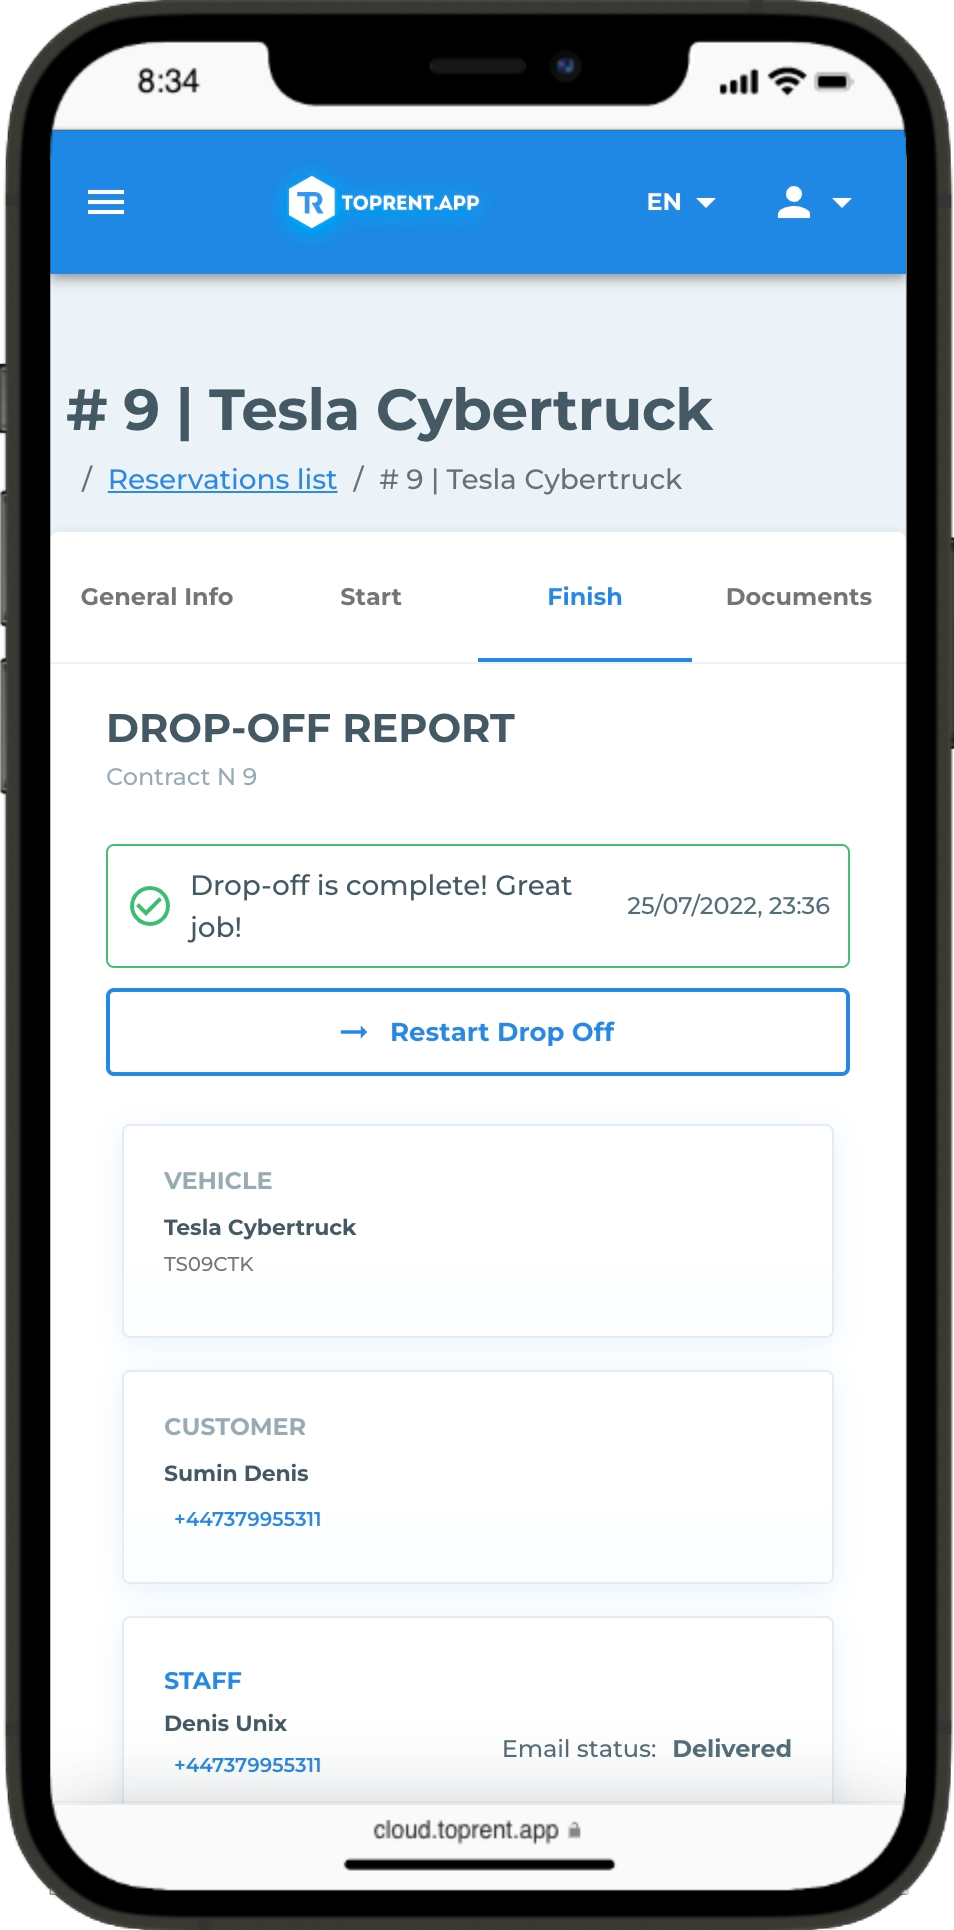 8:34
TR TOPRENT.APP
EN
# 9 | Tesla Cybertruck
/ Reservations list / # 9 | Tesla Cybertruck
General Info Start Finish Documents
DROP-OFF REPORT
Contract N 9
Drop-off is complete! Great
job!
25/07/2022, 23:36
→ Restart Drop Off
VEHICLE
Tesla Cybertruck
TS09CTK
CUSTOMER
Sumin Denis
+447379955311
STAFF
Denis Unix
+447379955311
Email status: Delivered
cloud.toprent.app